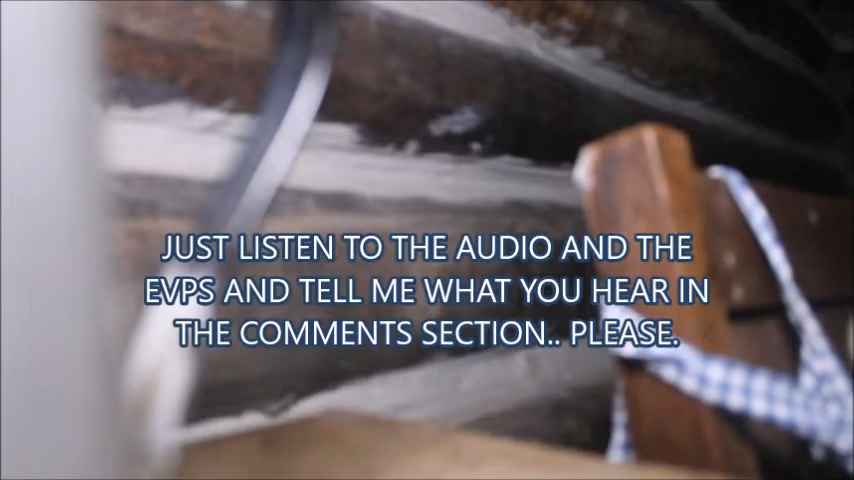 JUST LISTEN TO THE AUDIO AND THE
EVPS AND TELL ME WHAT YOU HEAR IN
THE COMMENTS SECTION.. PLEASE.